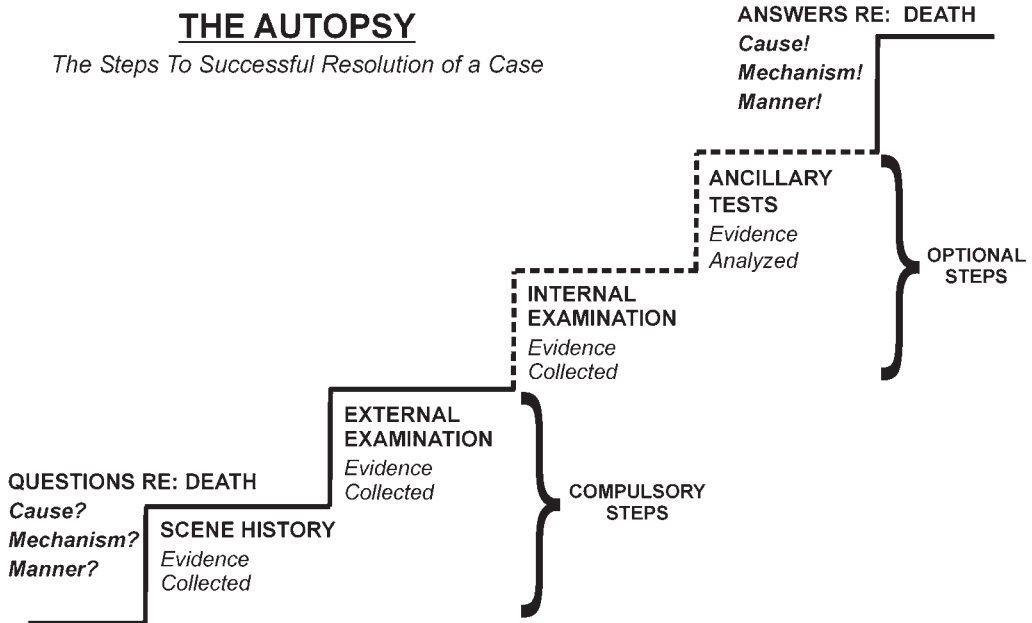 THE AUTOPSY
The Steps To Successful Resolution of a Case
ANSWERS RE: DEATH
Cause!
Mechanism!
Manner!
ANCILLARY
TESTS
Evidence
Analyzed
OPTIONAL
STEPS
INTERNAL
EXAMINATION
Evidence
Collected
EXTERNAL
EXAMINATION
Evidence
Collected
COMPULSORY
STEPS
QUESTIONS RE: DEATH
Cause?
Mechanism?
Manner?
SCENE HISTORY
Evidence
Collected